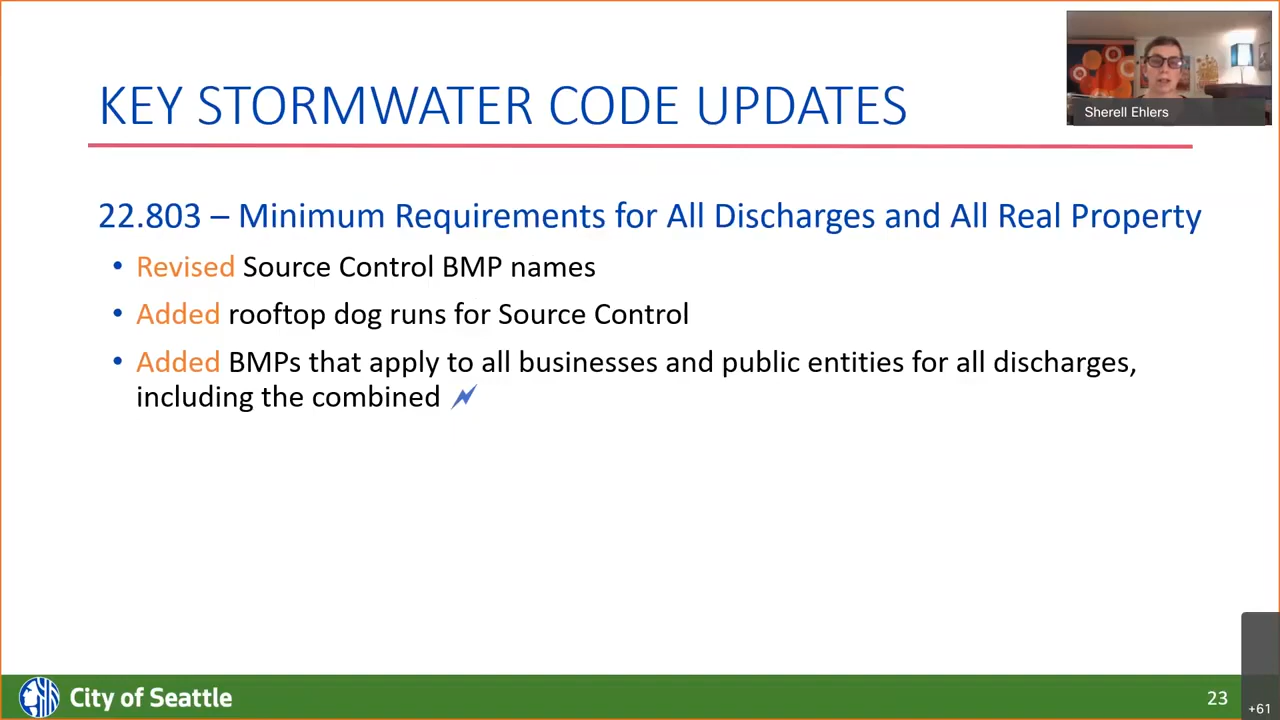 KEY STORMWATER CODE UPDATES
Sherell Ehlers
22.803 – Minimum Requirements for All Discharges and All Real Property
• Revised Source Control BMP names
• Added rooftop dog runs for Source Control
• Added BMPs that apply to all businesses and public entities for all discharges,
including the combined
City of Seattle
23
+61